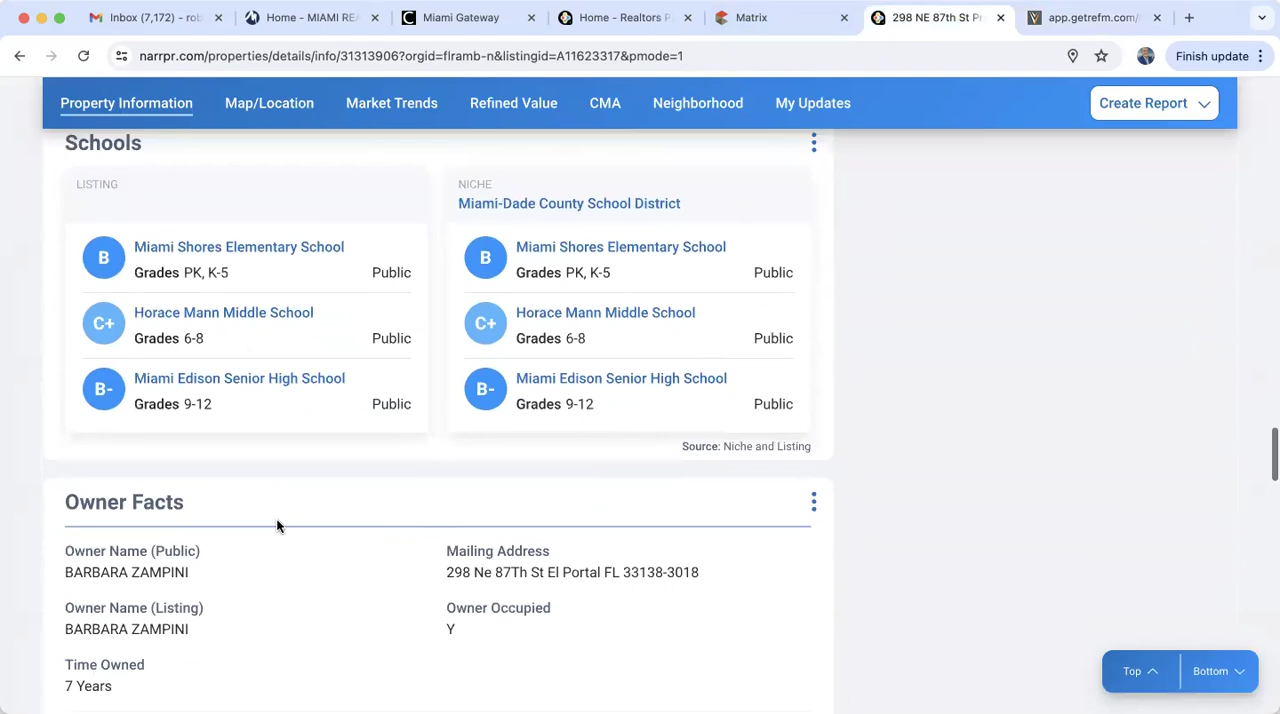 Inbox (7,172) - rob
Home - MIAMI RE
Miami Gateway
Home - Realtors P
Matrix
298 NE 87th St Pr
app.getrefm.com/
narrpr.com/properties/details/info/31313906?orgid=flramb-n&listingid=A11623317&pmode=1
Finish update
Property Information
Map/Location
Market Trends
Refined Value
CMA
Neighborhood
My Updates
Create Report
Schools
LISTING
B
Miami Shores Elementary School
Grades PK, K-5
Public
C+
Horace Mann Middle School
Grades 6-8
Public
B-
Miami Edison Senior High School
Grades 9-12
Public
NICHE
Miami-Dade County School District
B
Miami Shores Elementary School
Grades PK, K-5
Public
C+
Horace Mann Middle School
Grades 6-8
Public
B-
Miami Edison Senior High School
Grades 9-12
Public
Source: Niche and Listing
Owner Facts
Owner Name (Public)
BARBARA ZAMPINI
Mailing Address
298 Ne 87Th St El Portal FL 33138-3018
Owner Name (Listing)
BARBARA ZAMPINI
Owner Occupied
Y
Time Owned
7 Years
Top
Bottom